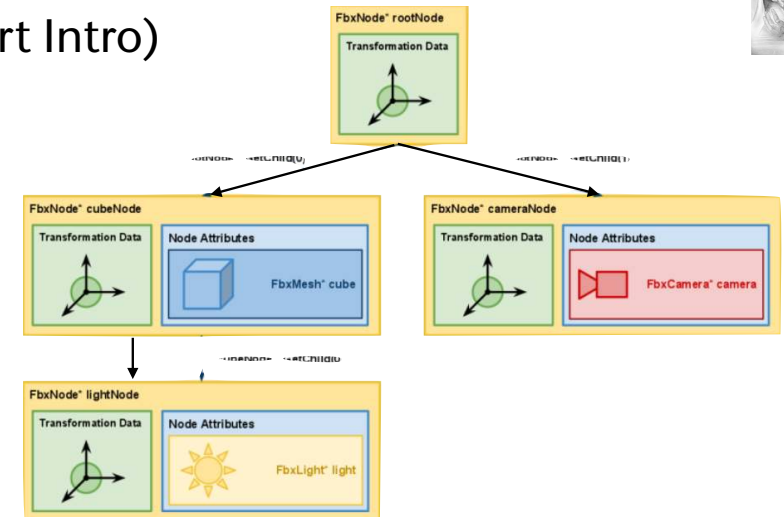 rt Intro)
FbxNode* rootNode
Transformation Data
FbxNode* cubeNode
Transformation Data
Node Attributes
FbxMesh* cube
FbxNode* cameraNode
Transformation Data
Node Attributes
FbxCamera* camera
FbxNode* lightNode
Transformation Data
Node Attributes
FbxLight* light